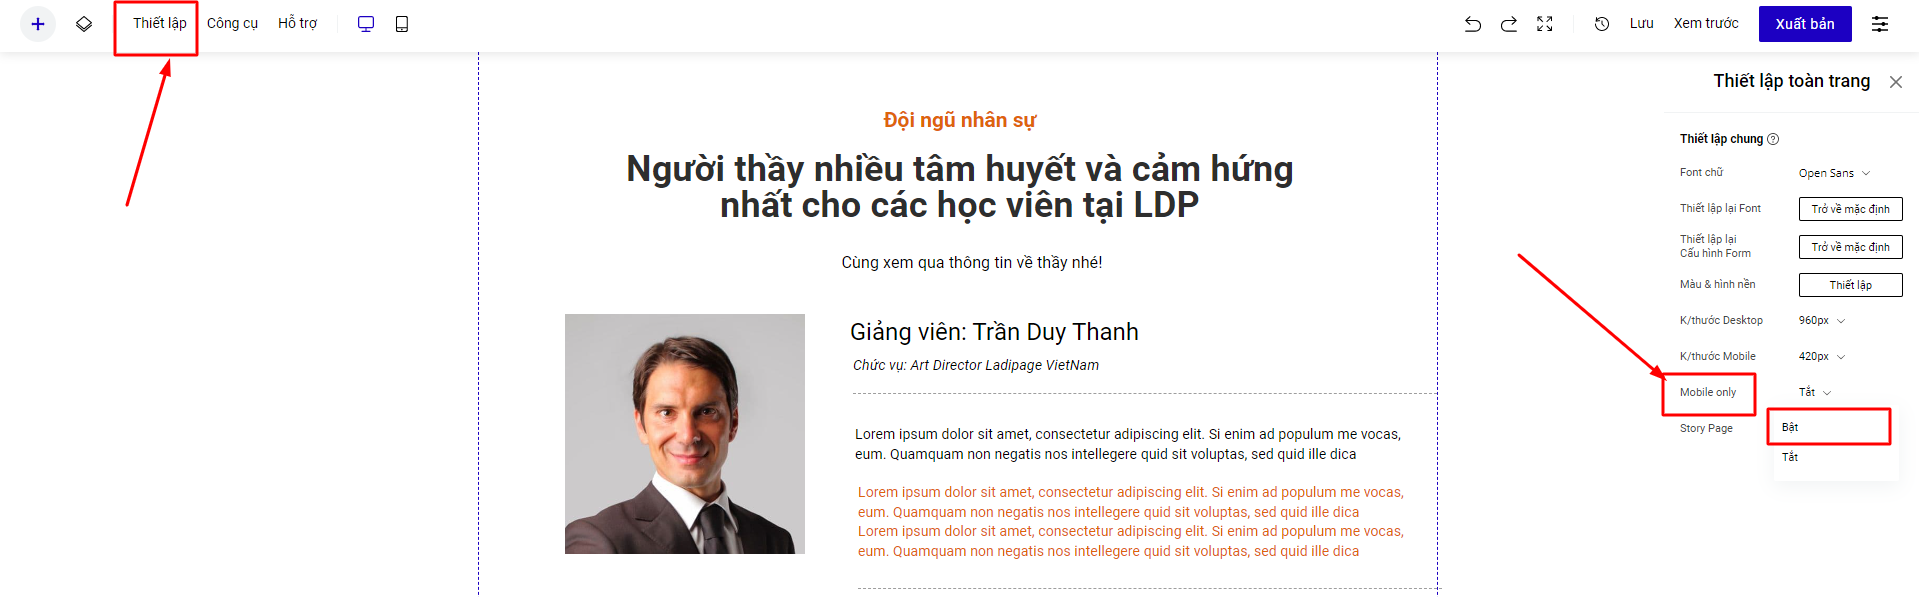 Thiết lập
Công cụ
Hỗ trợ
Lưu
Xem trước
Xuất bản
Thiết lập toàn trang
Đội ngũ nhân sự
Người thầy nhiều tâm huyết và cảm hứng
nhất cho các học viên tại LDP
Cùng xem qua thông tin về thầy nhé!
Giảng viên: Trần Duy Thanh
Chức vụ: Art Director Ladipage VietNam
Lorem ipsum dolor sit amet, consectetur adipiscing elit. Si enim ad populum me vocas,
eum. Quamquam non negatis nos intellegere quid sit voluptas, sed quid ille dica
Lorem ipsum dolor sit amet, consectetur adipiscing elit. Si enim ad populum me vocas,
eum. Quamquam non negatis nos intellegere quid sit voluptas, sed quid ille dica
Lorem ipsum dolor sit amet, consectetur adipiscing elit. Si enim ad populum me vocas,
eum. Quamquam non negatis nos intellegere quid sit voluptas, sed quid ille dica
Thiết lập chung
Font chữ
Open Sans
Thiết lập lại Font
Trở về mặc định
Thiết lập lại
Cấu hình Form
Trở về mặc định
Màu & hình nền
Thiết lập
K/thước Desktop
960px
K/thước Mobile
420px
Mobile only
Tắt
Story Page
Bật
Tắt